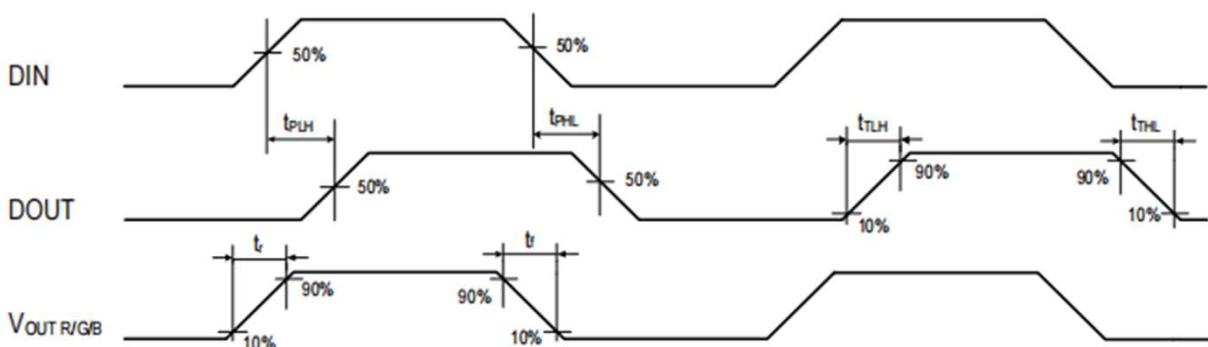 50%
50%
DIN
tPLH
tPHL
tTLH
tTHL
50%
50%
90%
90%
DOUT
10%
10%
tr
tf
90%
90%
VOUT R/G/B
10%
10%